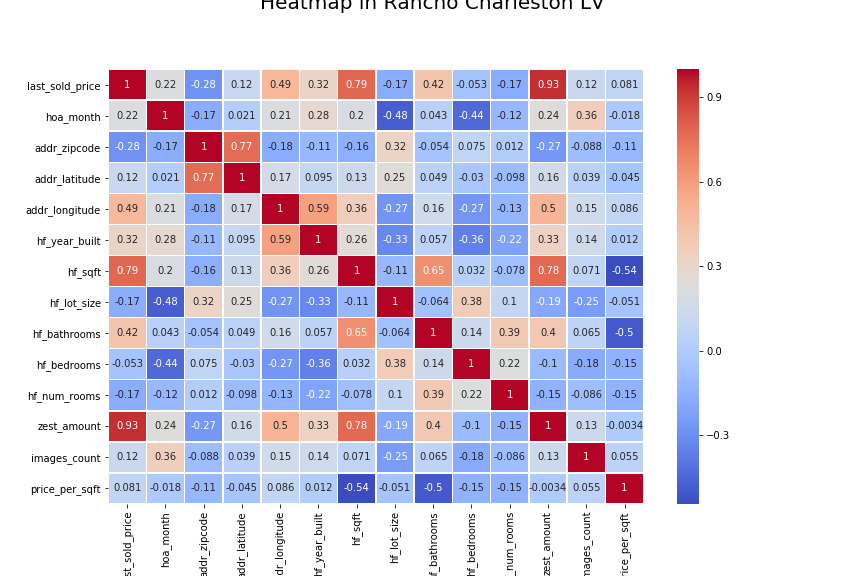 Heatmap in Rancho Charleston LV
last_sold_price 1 0.22 -0.28 0.12 0.49 0.32 0.79 -0.17 0.42 -0.053 -0.17 0.93 0.12 0.081
hoa_month 0.22 1 -0.17 0.021 0.21 0.28 0.2 -0.48 0.043 -0.44 -0.12 0.24 0.36 -0.018
addr_zipcode -0.28 -0.17 1 0.77 -0.18 -0.11 -0.16 0.32 -0.054 0.075 0.012 -0.27 -0.088 -0.11
addr_latitude 0.12 0.021 0.77 1 0.17 0.095 0.13 0.25 0.049 -0.03 -0.098 0.16 0.039 -0.045
addr_longitude 0.49 0.21 -0.18 0.17 1 0.59 0.36 -0.27 0.16 -0.27 -0.13 0.5 0.15 0.086
hf_year_built 0.32 0.28 -0.11 0.095 0.59 1 0.26 -0.33 0.057 -0.36 -0.22 0.33 0.14 0.012
hf_sqft 0.79 0.2 -0.16 0.13 0.36 0.26 1 -0.11 0.65 0.032 -0.078 0.78 0.071 -0.54
hf_lot_size -0.17 -0.48 0.32 0.25 -0.27 -0.33 -0.11 1 -0.064 0.38 0.1 -0.19 -0.25 -0.051
hf_bathrooms 0.42 0.043 -0.054 0.049 0.16 0.057 0.65 -0.064 1 0.14 0.39 0.4 0.065 -0.5
hf_bedrooms -0.053 -0.44 0.075 -0.03 -0.27 -0.36 0.032 0.38 0.14 1 0.22 -0.1 -0.18 -0.15
hf_num_rooms -0.17 -0.12 0.012 -0.098 -0.13 -0.22 -0.078 0.1 0.39 0.22 1 -0.15 -0.086 -0.15
zest_amount 0.93 0.24 -0.27 0.16 0.5 0.33 0.78 -0.19 0.4 -0.1 -0.15 1 0.13 -0.0034
images_count 0.12 0.36 -0.088 0.039 0.15 0.14 0.071 -0.25 0.065 -0.18 -0.086 0.13 1 0.055
price_per_sqft 0.081 -0.018 -0.11 -0.045 0.086 0.012 -0.54 -0.051 -0.5 -0.15 -0.15 -0.0034 0.055 1
st_sold_price
hoa_month
addr_zipcode
addr_latitude
dr_longitude
hf_year_built
hf_sqft
hf_lot_size
f_bathrooms
hf_bedrooms
_num_rooms
zest_amount
mages_count
rice_per_sqft
0.9
0.6
0.3
0.0
−0.3